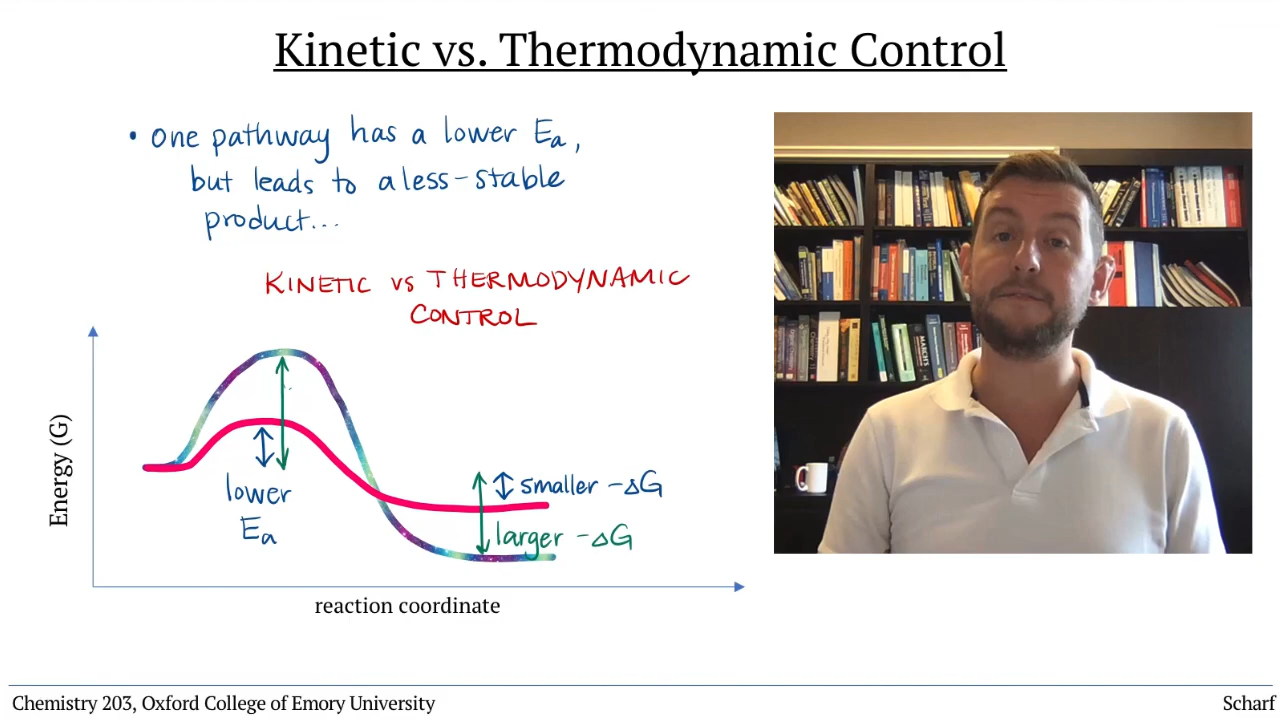 Kinetic vs. Thermodynamic Control
• One pathway has a lower Ea,
but leads to a less-stable
product...
KINETIC vs THERMODYNAMIC
CONTROL
Energy (G)
lower
Ea
smaller -ΔG
larger -ΔG
reaction coordinate
MARCH'S
Chemistry 203, Oxford College of Emory University
Scharf